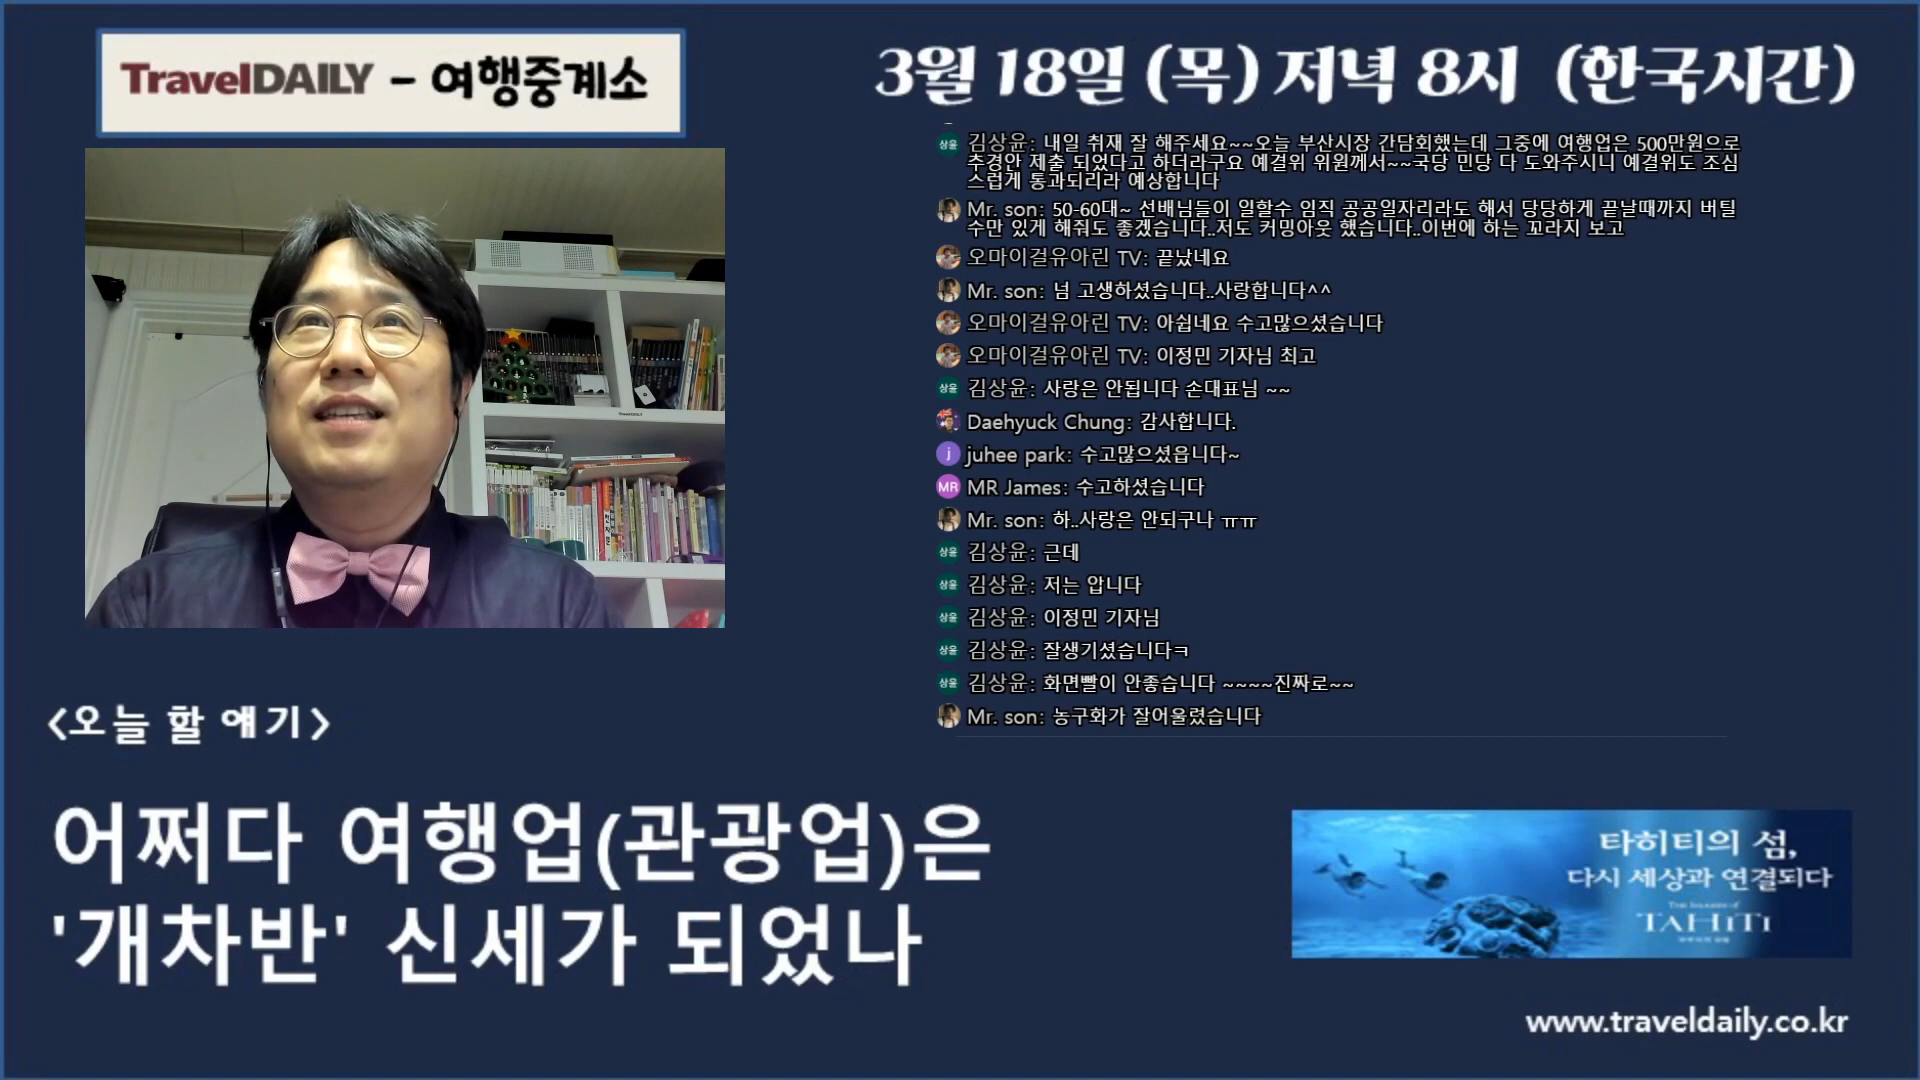 TravelDAILY - 여행중계소
3월 18일 (목) 저녁 8시 (한국시간)
상윤 김상윤: 내일 취재 잘 해주세요~~오늘 부산시장 간담회했는데 그중에 여행업은 500만원으로
추경안 제출 되었다고 하더라구요 예결위 위원께서~~국당 민당 다 도와주시니 예결위도 조심
스럽게 통과되리라 예상합니다
Mr. son: 50-60대~ 선배님들이 일할수 임직 공공일자리라도 해서 당당하게 끝날때까지 버틸
수만 있게 해줘도 좋겠습니다..저도 커밍아웃 했습니다..이번에 하는 꼬라지 보고
오마이걸유아린 TV: 끝났네요
Mr. son: 넘 고생하셨습니다..사랑합니다^^
오마이걸유아린 TV: 아쉽네요 수고많으셨습니다
오마이걸유아린 TV: 이정민 기자님 최고
상윤 김상윤: 사랑은 안됩니다 손대표님 ~~
Daehyuck Chung: 감사합니다.
j juhee park: 수고많으셨읍니다~
MR MR James: 수고하셨습니다
Mr. son: 하..사랑은 안되구나 ㅠㅠ
상윤 김상윤: 근데
상윤 김상윤: 저는 압니다
상윤 김상윤: 이정민 기자님
상윤 김상윤: 잘생기셨습니다ㅋ
상윤 김상윤: 화면빨이 안좋습니다 ~~~~진짜로~~
Mr. son: 농구화가 잘어울렸습니다
<오늘 할 얘기>
어쩌다 여행업(관광업)은
'개차반' 신세가 되었나
타히티의 섬,
다시 세상과 연결되다
THE ISLANDS OF
TAHITI
www.traveldaily.co.kr